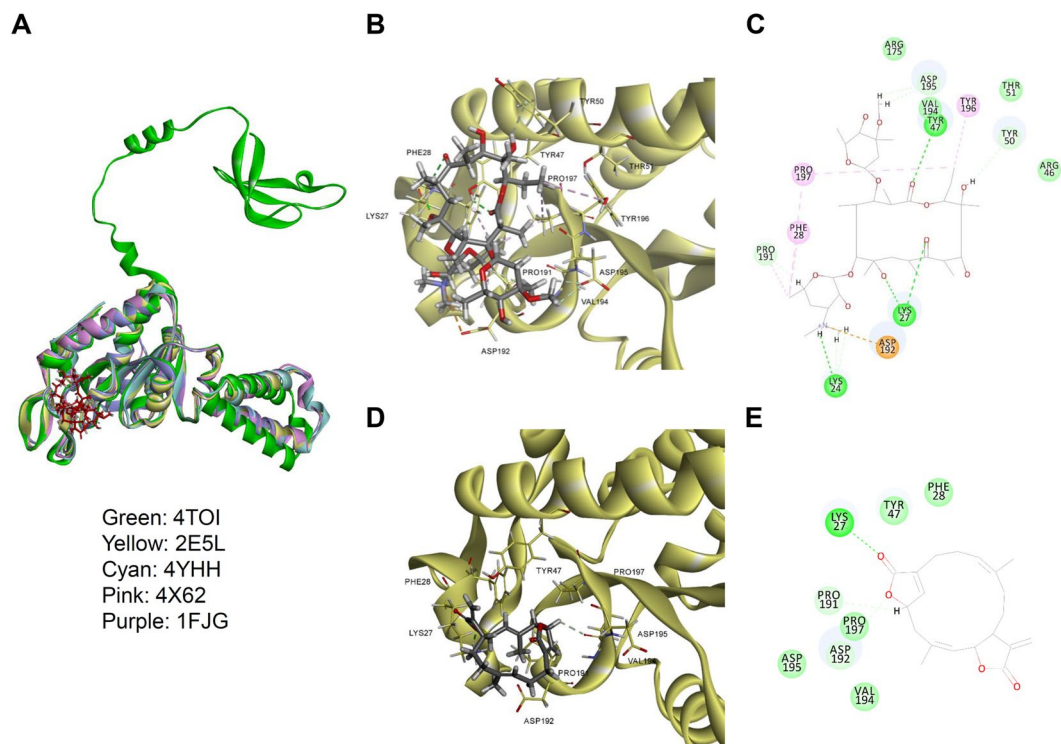 A
B
C
D
E
Green: 4TOI
Yellow: 2E5L
Cyan: 4YHH
Pink: 4X62
Purple: 1FJG
TYR50
PHE28
TYR47
THR51
PRO197
LYS27
TYR196
PRO191
ASP195
VAL194
ASP192
ARG
175
ASP
195
THR
51
VAL
194
TYR
196
TYR
47
TYR
50
ARG
46
PRO
197
PHE
28
PRO
191
LYS
27
ASP
192
LYS
24
H
H
H
H
H
H
H
O
O
O
O
O
O
O
O
O
O
O
O
N
TYR47
PRO197
PHE28
LYS27
ASP195
VAL194
PRO191
ASP192
PHE
28
LYS
27
TYR
47
O
O
PRO
191
PRO
197
H
ASP
192
ASP
195
VAL
194
O
O